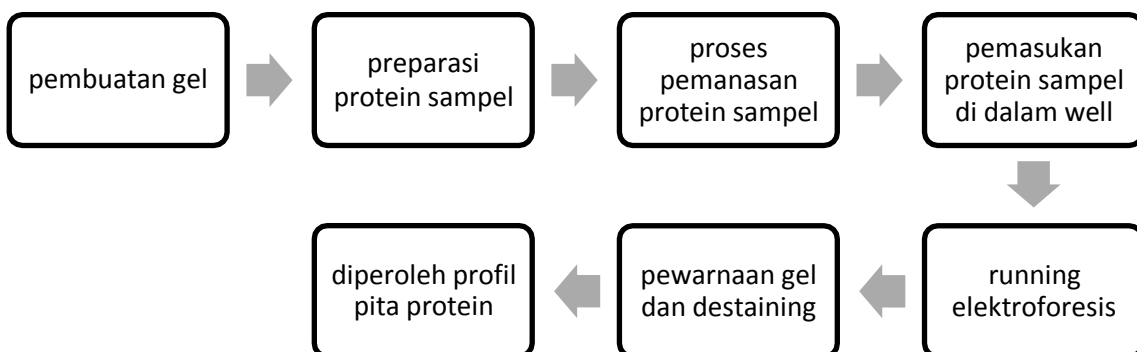 pembuatan gel
preparasi
protein sampel
proses
pemanasan
protein sampel
pemasukan
protein sampel
di dalam well
running
elektroforesis
pewarnaan gel
dan destaining
diperoleh profil
pita protein